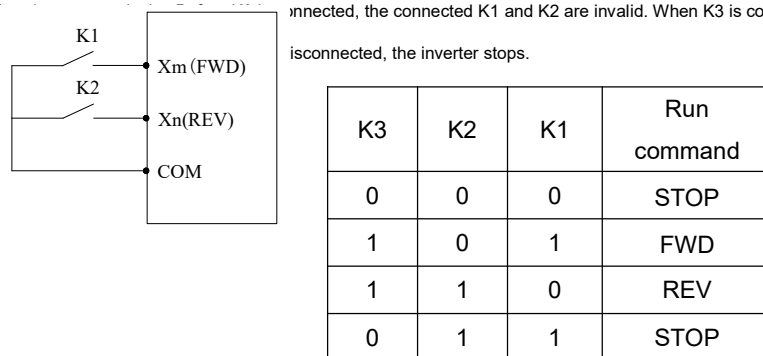 onnected, the connected K1 and K2 are invalid. When K3 is co
isconnected, the inverter stops.
K1
Xm(FWD)
K2
Xn(REV)
COM
K3 K2 K1 Run command
0 0 0 STOP
1 0 1 FWD
1 1 0 REV
0 1 1 STOP